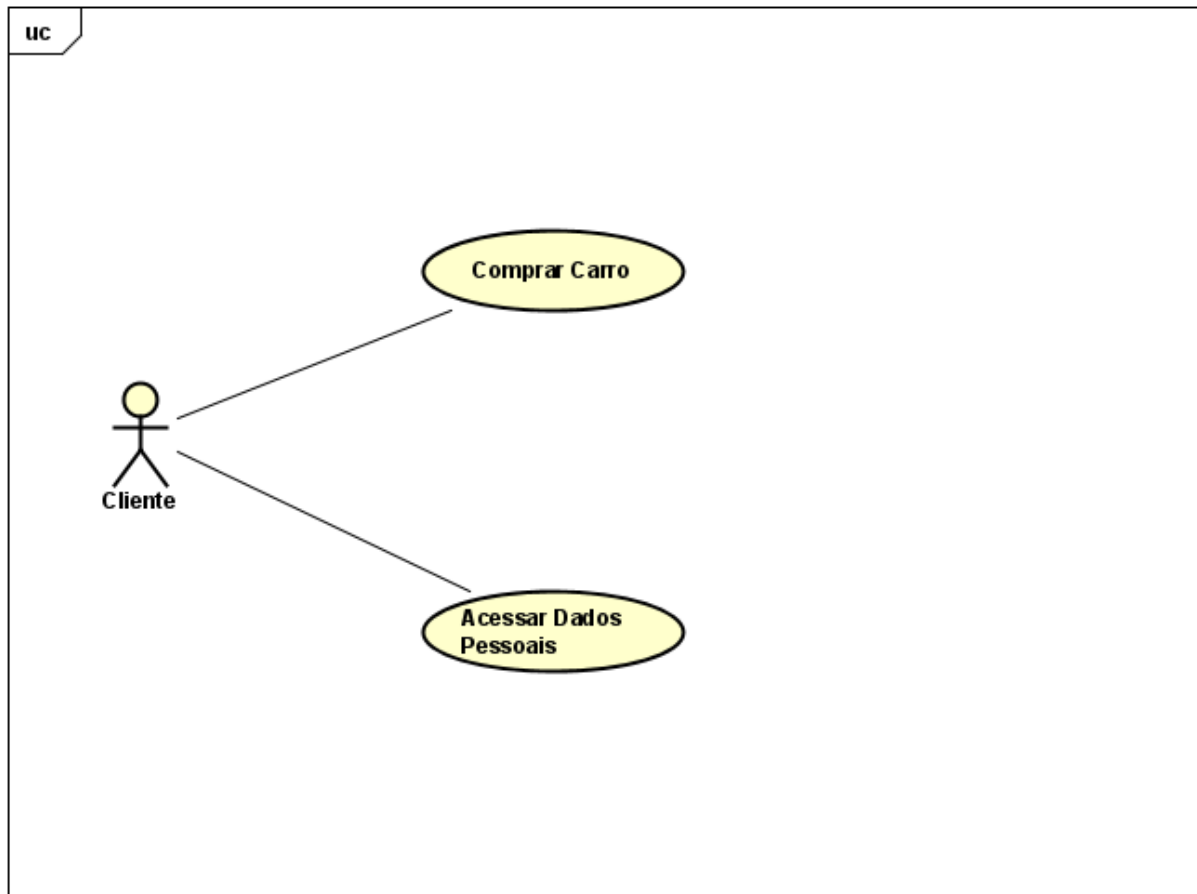 uc
Comprar Carro
Cliente
Acessar Dados
Pessoais